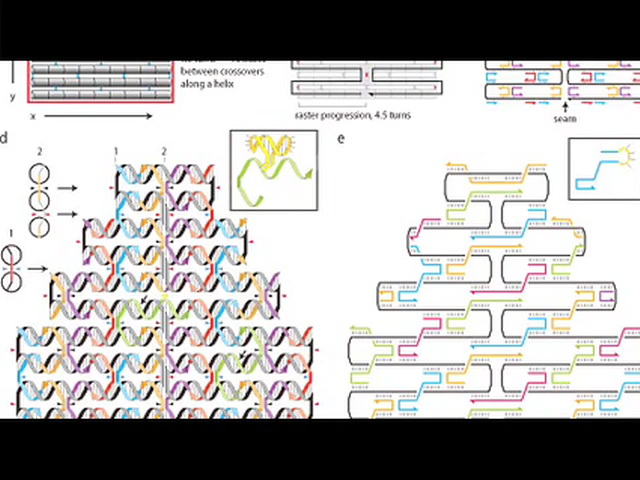 between crossovers
along a helix
y
x
raster progression, 4.5 turns
seam
d
e
2
1
2
1